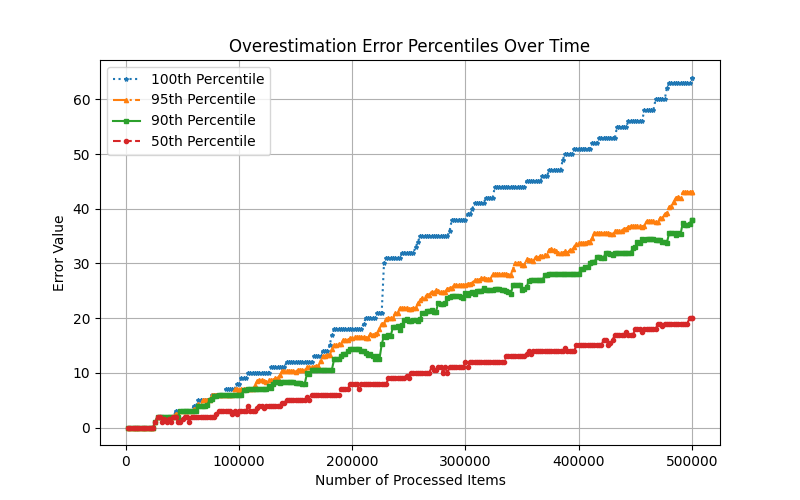 Overestimation Error Percentiles Over Time
100th Percentile
95th Percentile
90th Percentile
50th Percentile
Error Value
60
50
40
30
20
10
0
0 100000 200000 300000 400000 500000
Number of Processed Items